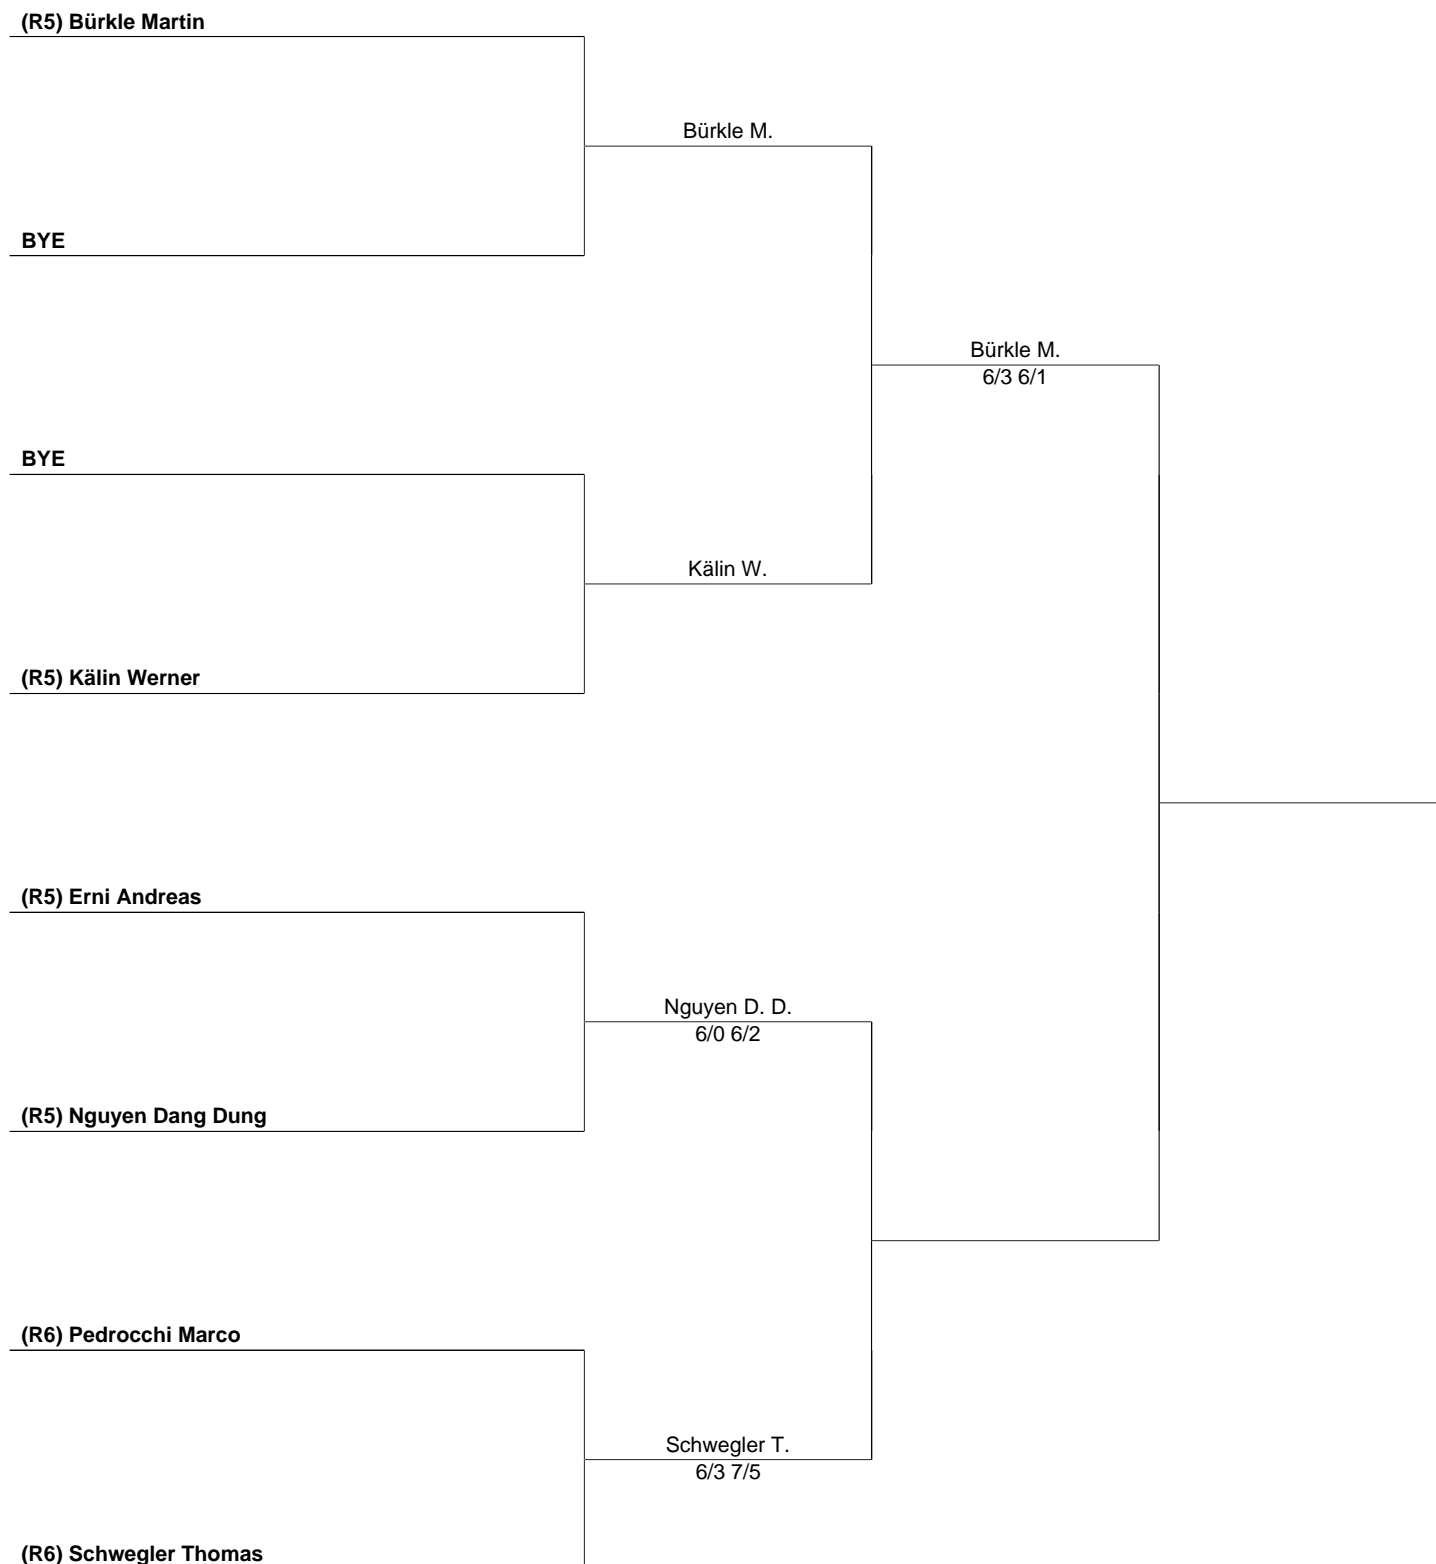 (R5) Bürkle Martin
Bürkle M.
BYE
Bürkle M.
6/3 6/1
BYE
Kälin W.
(R5) Kälin Werner
(R5) Erni Andreas
Nguyen D. D.
6/0 6/2
(R5) Nguyen Dang Dung
(R6) Pedrocchi Marco
Schwegler T.
6/3 7/5
(R6) Schwegler Thomas